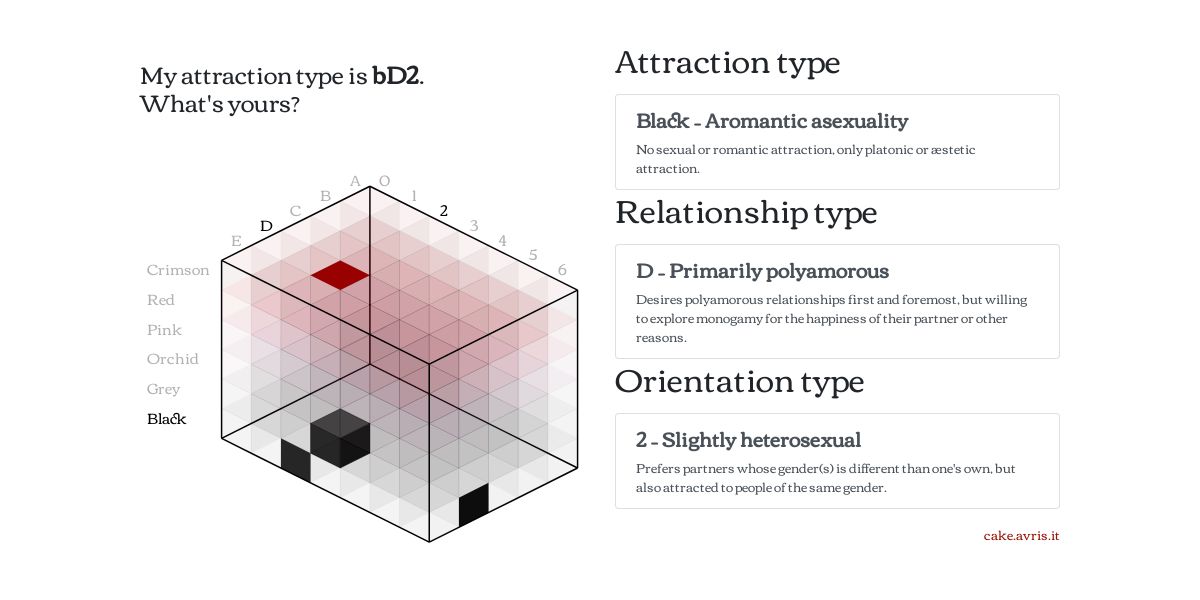 My attraction type is bD2.
What's yours?
A O
B 1
C 2
D 3
E 4
5
6
Crimson
Red
Pink
Orchid
Grey
Black
Attraction type
Black – Aromantic asexuality
No sexual or romantic attraction, only platonic or æstetic
attraction.
Relationship type
D – Primarily polyamorous
Desires polyamorous relationships first and foremost, but willing
to explore monogamy for the happiness of their partner or other
reasons.
Orientation type
2 – Slightly heterosexual
Prefers partners whose gender(s) is different than one's own, but
also attracted to people of the same gender.
cake.avris.it